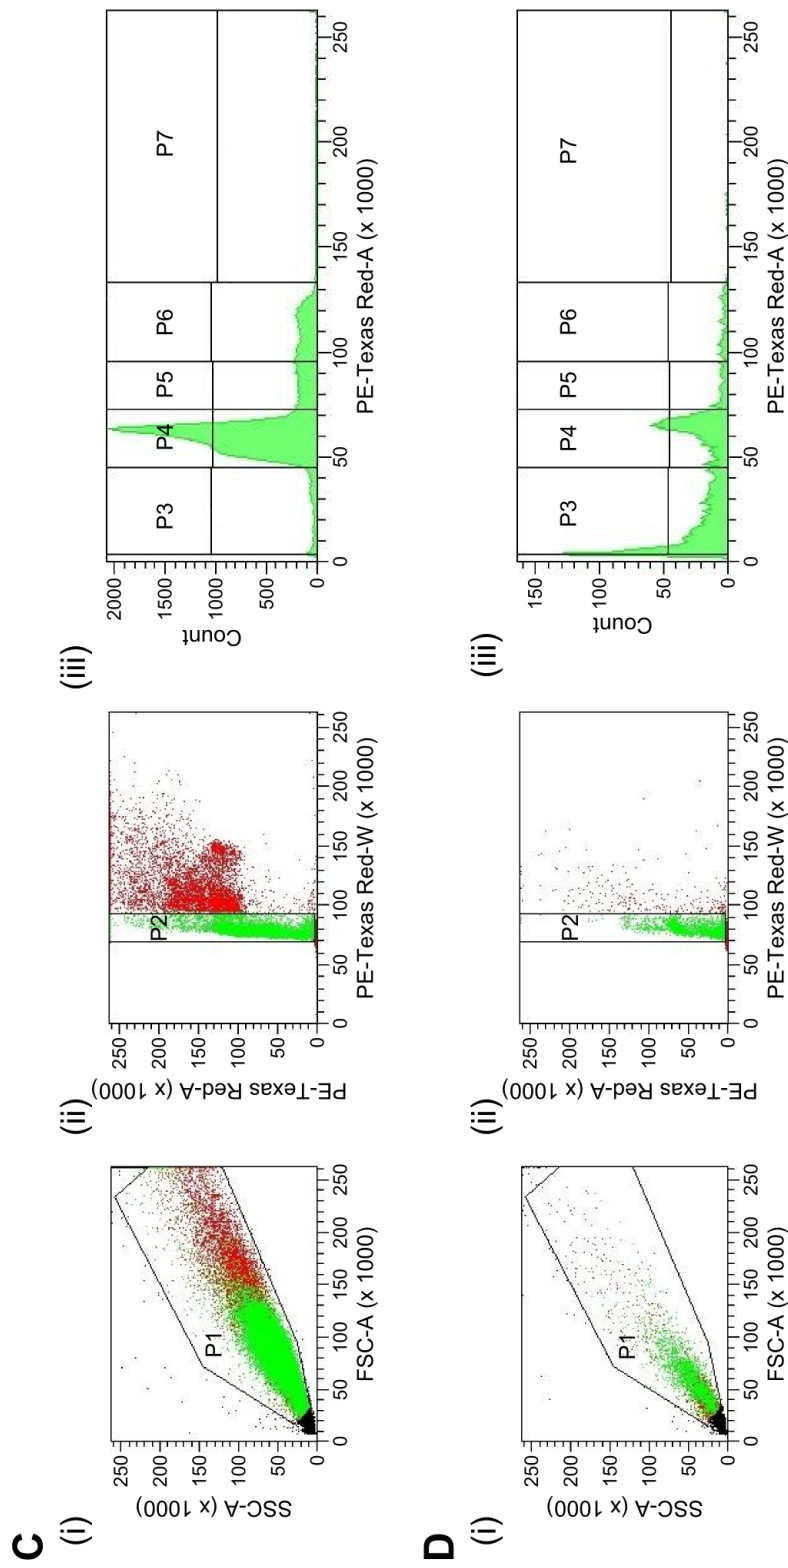 C
(i)
SSC-A (x 1000)
250
200
150
100
50
0
P1
0 50 100 150 200 250
FSC-A (x 1000)
(ii)
PE-Texas Red-A (x 1000)
250
200
150
100
50
0
P2
0 50 100 150 200 250
PE-Texas Red-W (x 1000)
(iii)
Count
2000
1500
1000
500
0
P3 P4 P5 P6 P7
0 50 100 150 200 250
PE-Texas Red-A (x 1000)
D
(i)
SSC-A (x 1000)
250
200
150
100
50
0
P1
0 50 100 150 200 250
FSC-A (x 1000)
(ii)
PE-Texas Red-A (x 1000)
250
200
150
100
50
0
P2
0 50 100 150 200 250
PE-Texas Red-W (x 1000)
(iii)
Count
150
100
50
0
P3 P4 P5 P6 P7
0 50 100 150 200 250
PE-Texas Red-A (x 1000)